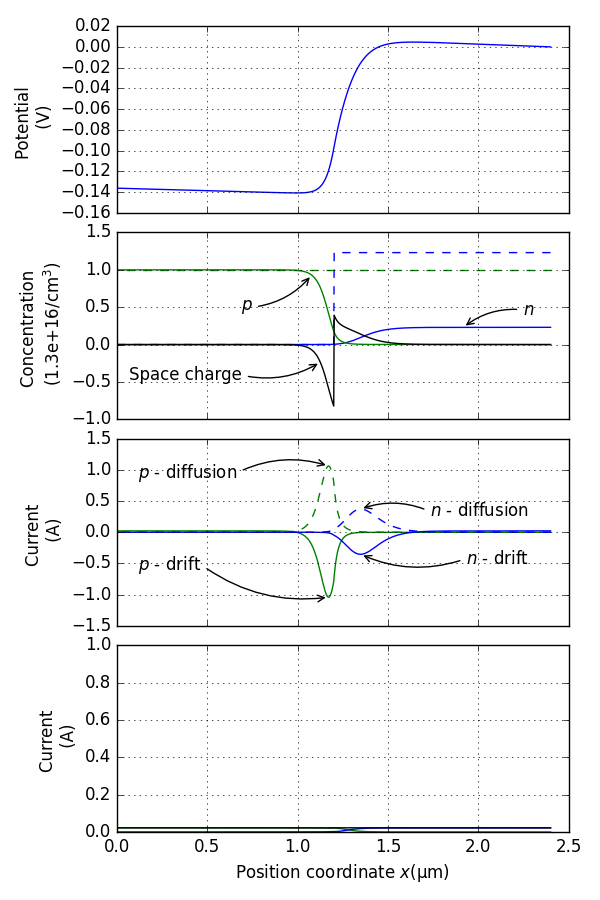 0.02
0.00
−0.02
−0.04
−0.06
−0.08
−0.10
−0.12
−0.14
−0.16
Potential
(V)
1.5
1.0
0.5
0.0
−0.5
−1.0
Concentration
(1.3e+16/cm³)
p
n
Space charge
1.5
1.0
0.5
0.0
−0.5
−1.0
−1.5
Current
(A)
p - diffusion
n - diffusion
p - drift
n - drift
1.0
0.8
0.6
0.4
0.2
0.0
Current
(A)
0.0 0.5 1.0 1.5 2.0 2.5
Position coordinate x(µm)